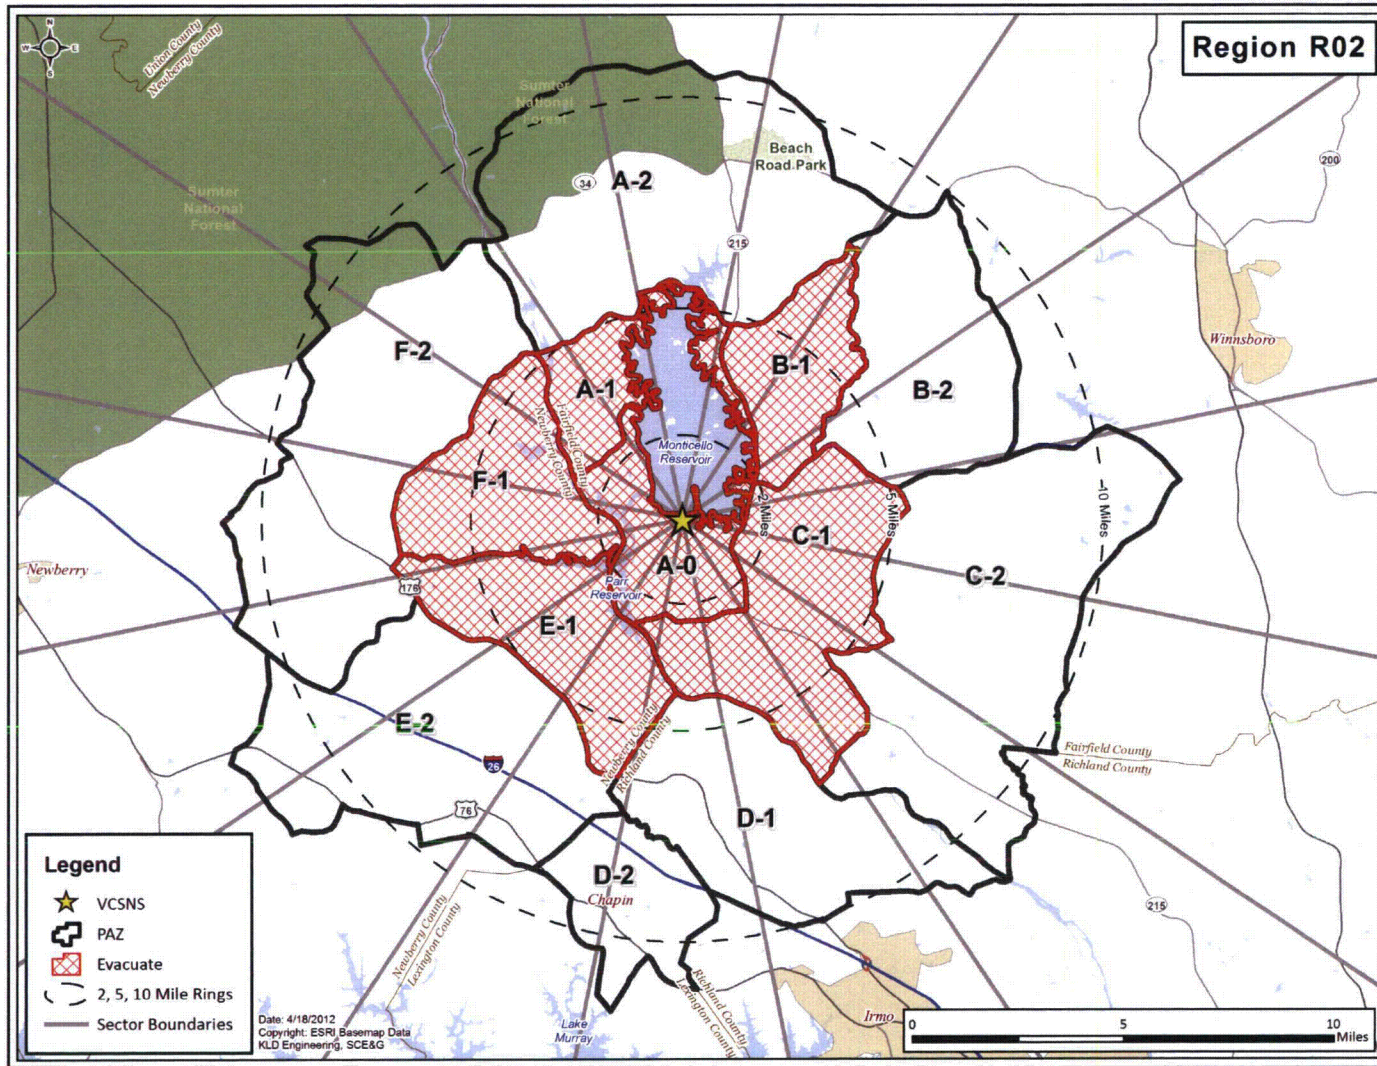 Region R02
N
W E
S
Union County
Newberry County
Sumter
National
Forest
Sumter
National
Forest
Beach
Road Park
200
34
A-2
215
F-2
Winnsboro
A-1
B-1
B-2
Fairfield County
Newberry County
Monticello
Reservoir
F-1
2 Miles
5 Miles
10 Miles
C-1
A-0
C-2
Newberry
176
Parr
Reservoir
E-1
E-2
Newberry County
Richland County
Fairfield County
Richland County
26
76
D-1
D-2
Chapin
215
Newberry County
Lexington County
Richland County
Lexington County
Irmo
Lake
Murray
Legend
VCSNS
PAZ
Evacuate
2, 5, 10 Mile Rings
Sector Boundaries
Date: 4/18/2012
Copyright: ESRI Basemap Data
KLD Engineering, SCE&G
0 5 10
Miles